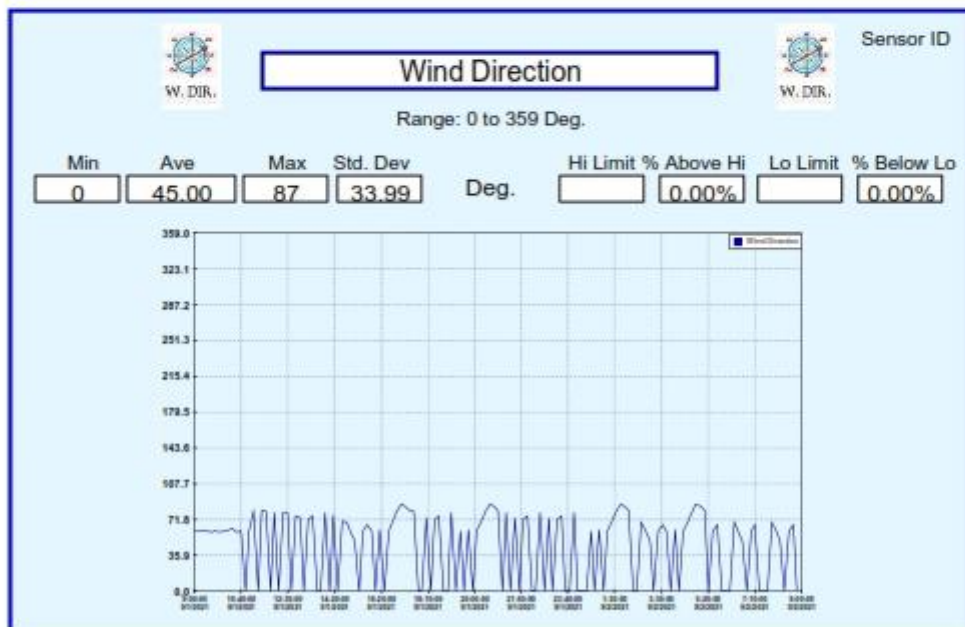 Sensor ID
W. DIR.
Wind Direction
W. DIR.
Range: 0 to 359 Deg.
Min Ave Max Std. Dev Hi Limit % Above Hi Lo Limit % Below Lo
0 45.00 87 33.99 Deg. 0.00% 0.00%
Wind Direction
359.0
323.1
287.2
251.3
215.4
179.5
143.6
107.7
71.8
35.9
0.0